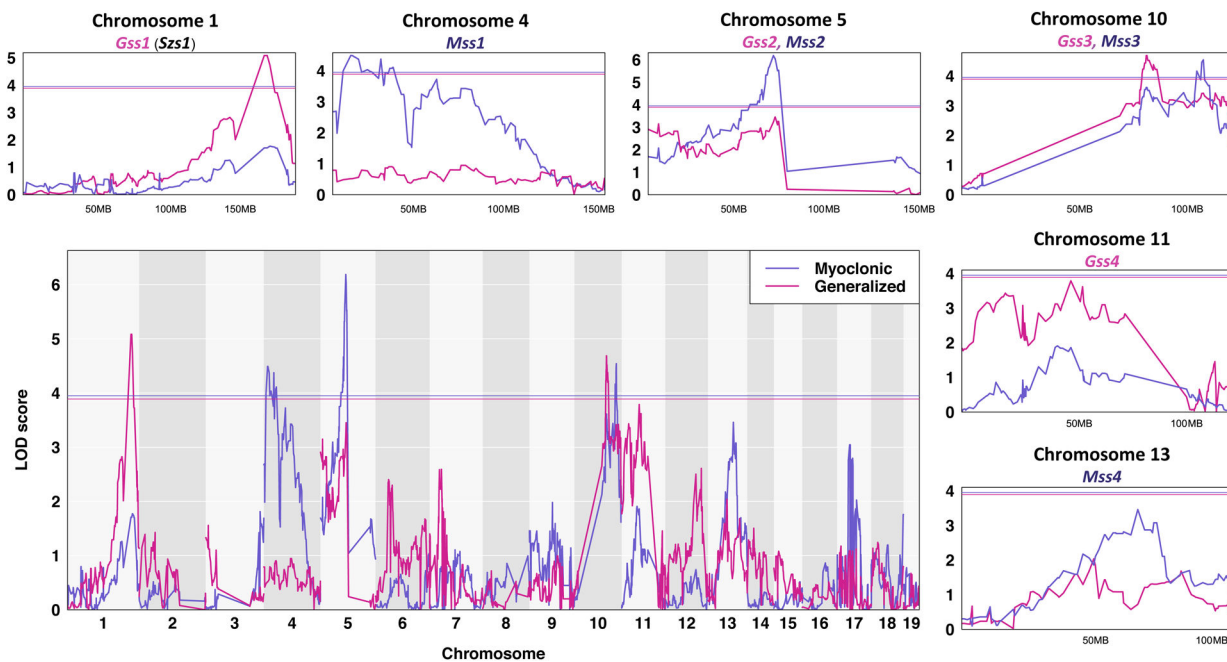 Chromosome 1
Gss1 (Szs1)
5
4
3
2
1
0
50MB 100MB 150MB
Chromosome 4
Mss1
4
3
2
1
0
50MB 100MB 150MB
Chromosome 5
Gss2, Mss2
6
5
4
3
2
1
0
50MB 100MB 150MB
Chromosome 10
Gss3, Mss3
4
3
2
1
0
50MB 100MB
LOD score
6
5
4
3
2
1
0
Myoclonic
Generalized
1 2 3 4 5 6 7 8 9 10 11 12 13 14 15 16 17 18 19
Chromosome
Chromosome 11
Gss4
4
3
2
1
0
50MB 100MB
Chromosome 13
Mss4
4
3
2
1
0
50MB 100MB